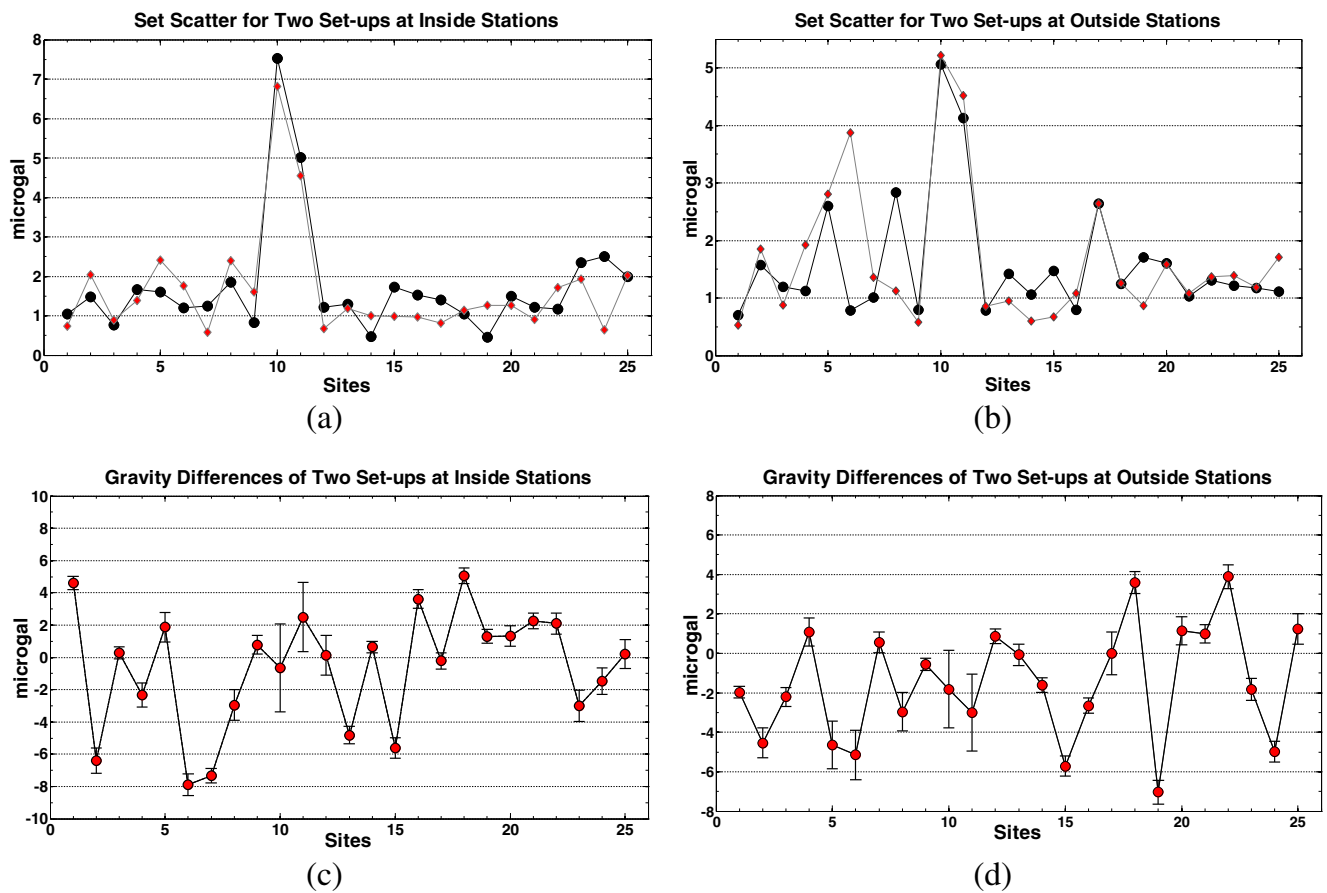 Set Scatter for Two Set-ups at Inside Stations
8
7
6
5
4
3
2
1
0
microgal
0 5 10 15 20 25
Sites
(a)
Set Scatter for Two Set-ups at Outside Stations
5
4
3
2
1
0
microgal
0 5 10 15 20 25
Sites
(b)
Gravity Differences of Two Set-ups at Inside Stations
10
8
6
4
2
0
-2
-4
-6
-8
-10
microgal
0 5 10 15 20 25
Sites
(c)
Gravity Differences of Two Set-ups at Outside Stations
8
6
4
2
0
-2
-4
-6
-8
microgal
0 5 10 15 20 25
Sites
(d)